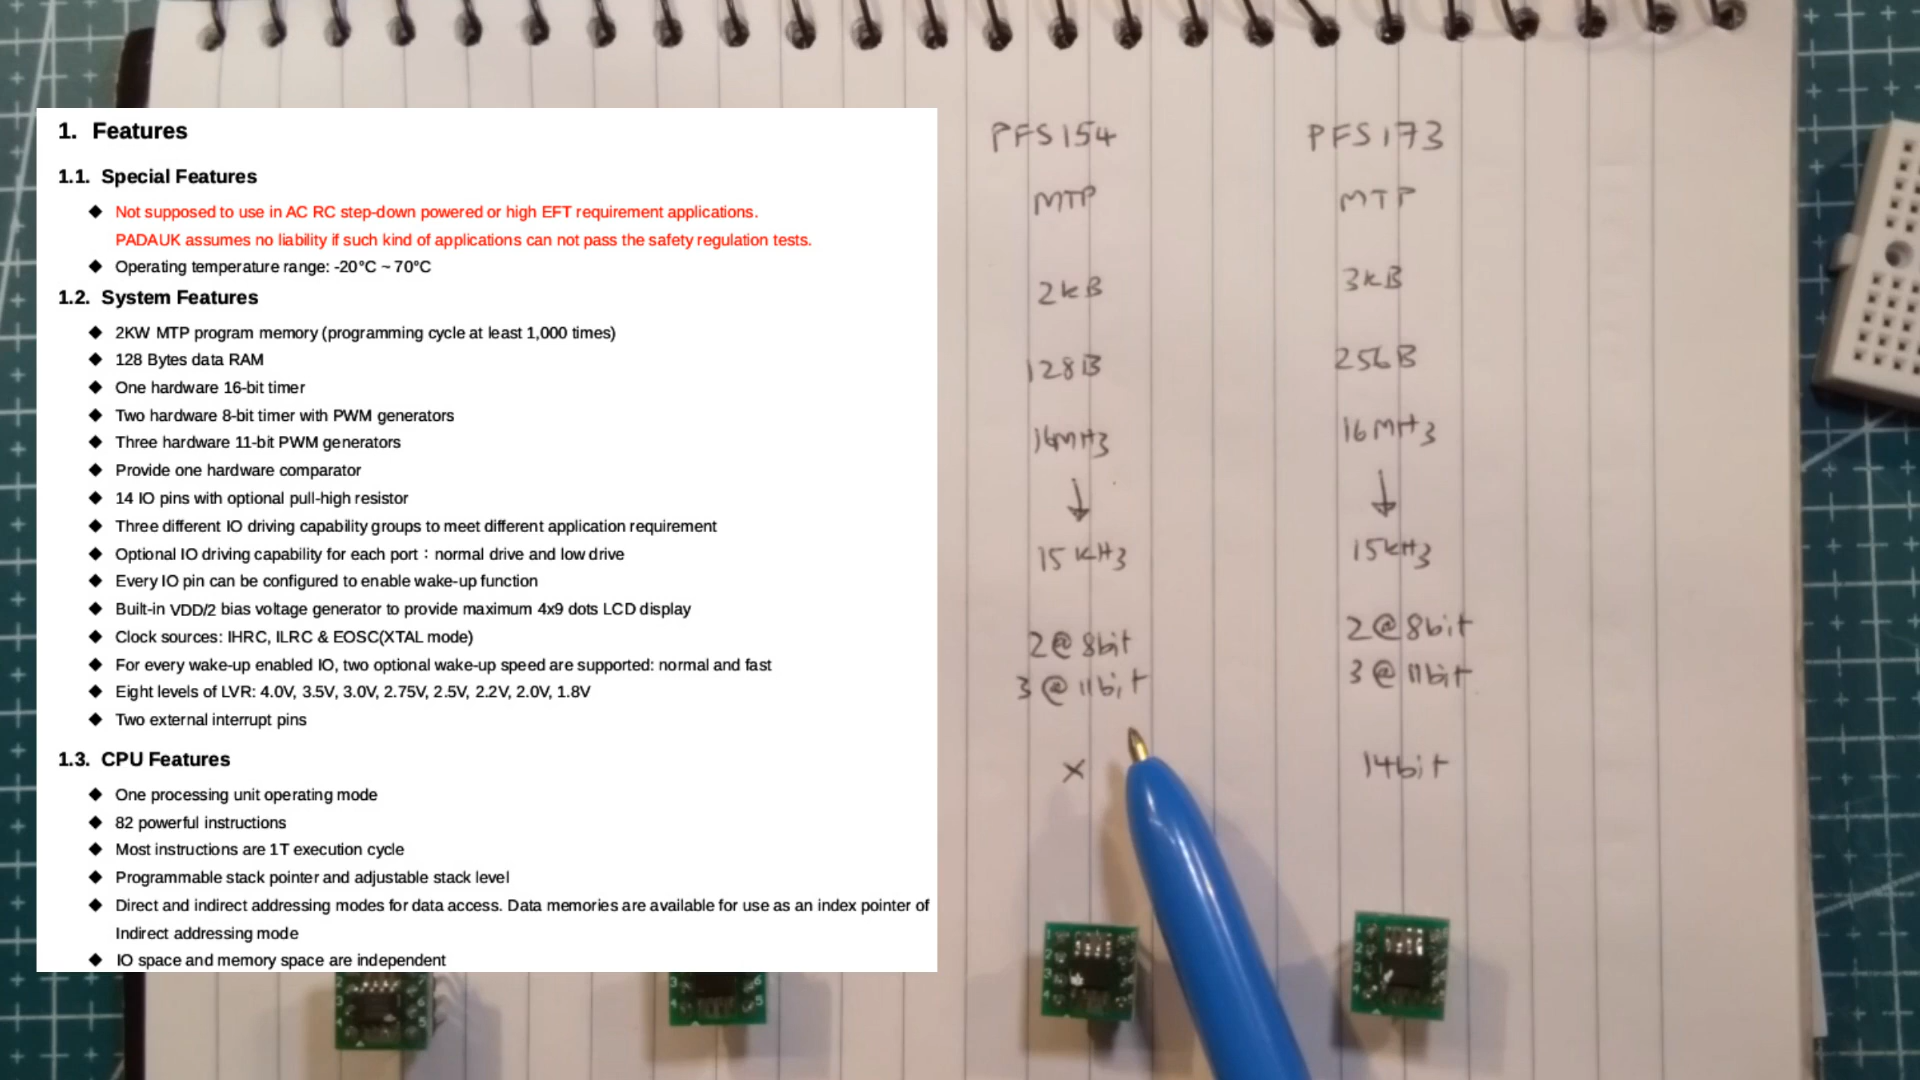 1. Features
1.1. Special Features
◆ Not supposed to use in AC RC step-down powered or high EFT requirement applications.
PADAUK assumes no liability if such kind of applications can not pass the safety regulation tests.
◆ Operating temperature range: -20°C ~ 70°C
1.2. System Features
◆ 2KW MTP program memory (programming cycle at least 1,000 times)
◆ 128 Bytes data RAM
◆ One hardware 16-bit timer
◆ Two hardware 8-bit timer with PWM generators
◆ Three hardware 11-bit PWM generators
◆ Provide one hardware comparator
◆ 14 IO pins with optional pull-high resistor
◆ Three different IO driving capability groups to meet different application requirement
◆ Optional IO driving capability for each port : normal drive and low drive
◆ Every IO pin can be configured to enable wake-up function
◆ Built-in VDD/2 bias voltage generator to provide maximum 4x9 dots LCD display
◆ Clock sources: IHRC, ILRC & EOSC(XTAL mode)
◆ For every wake-up enabled IO, two optional wake-up speed are supported: normal and fast
◆ Eight levels of LVR: 4.0V, 3.5V, 3.0V, 2.75V, 2.5V, 2.2V, 2.0V, 1.8V
◆ Two external interrupt pins
1.3. CPU Features
◆ One processing unit operating mode
◆ 82 powerful instructions
◆ Most instructions are 1T execution cycle
◆ Programmable stack pointer and adjustable stack level
◆ Direct and indirect addressing modes for data access. Data memories are available for use as an index pointer of
Indirect addressing mode
◆ IO space and memory space are independent
PFS154
MTP
2kB
128B
16MHz
↓
15kHz
2@8bit
3@11bit
X
PFS173
MTP
3kB
256B
16MHz
↓
15kHz
2@8bit
3@11bit
14bit